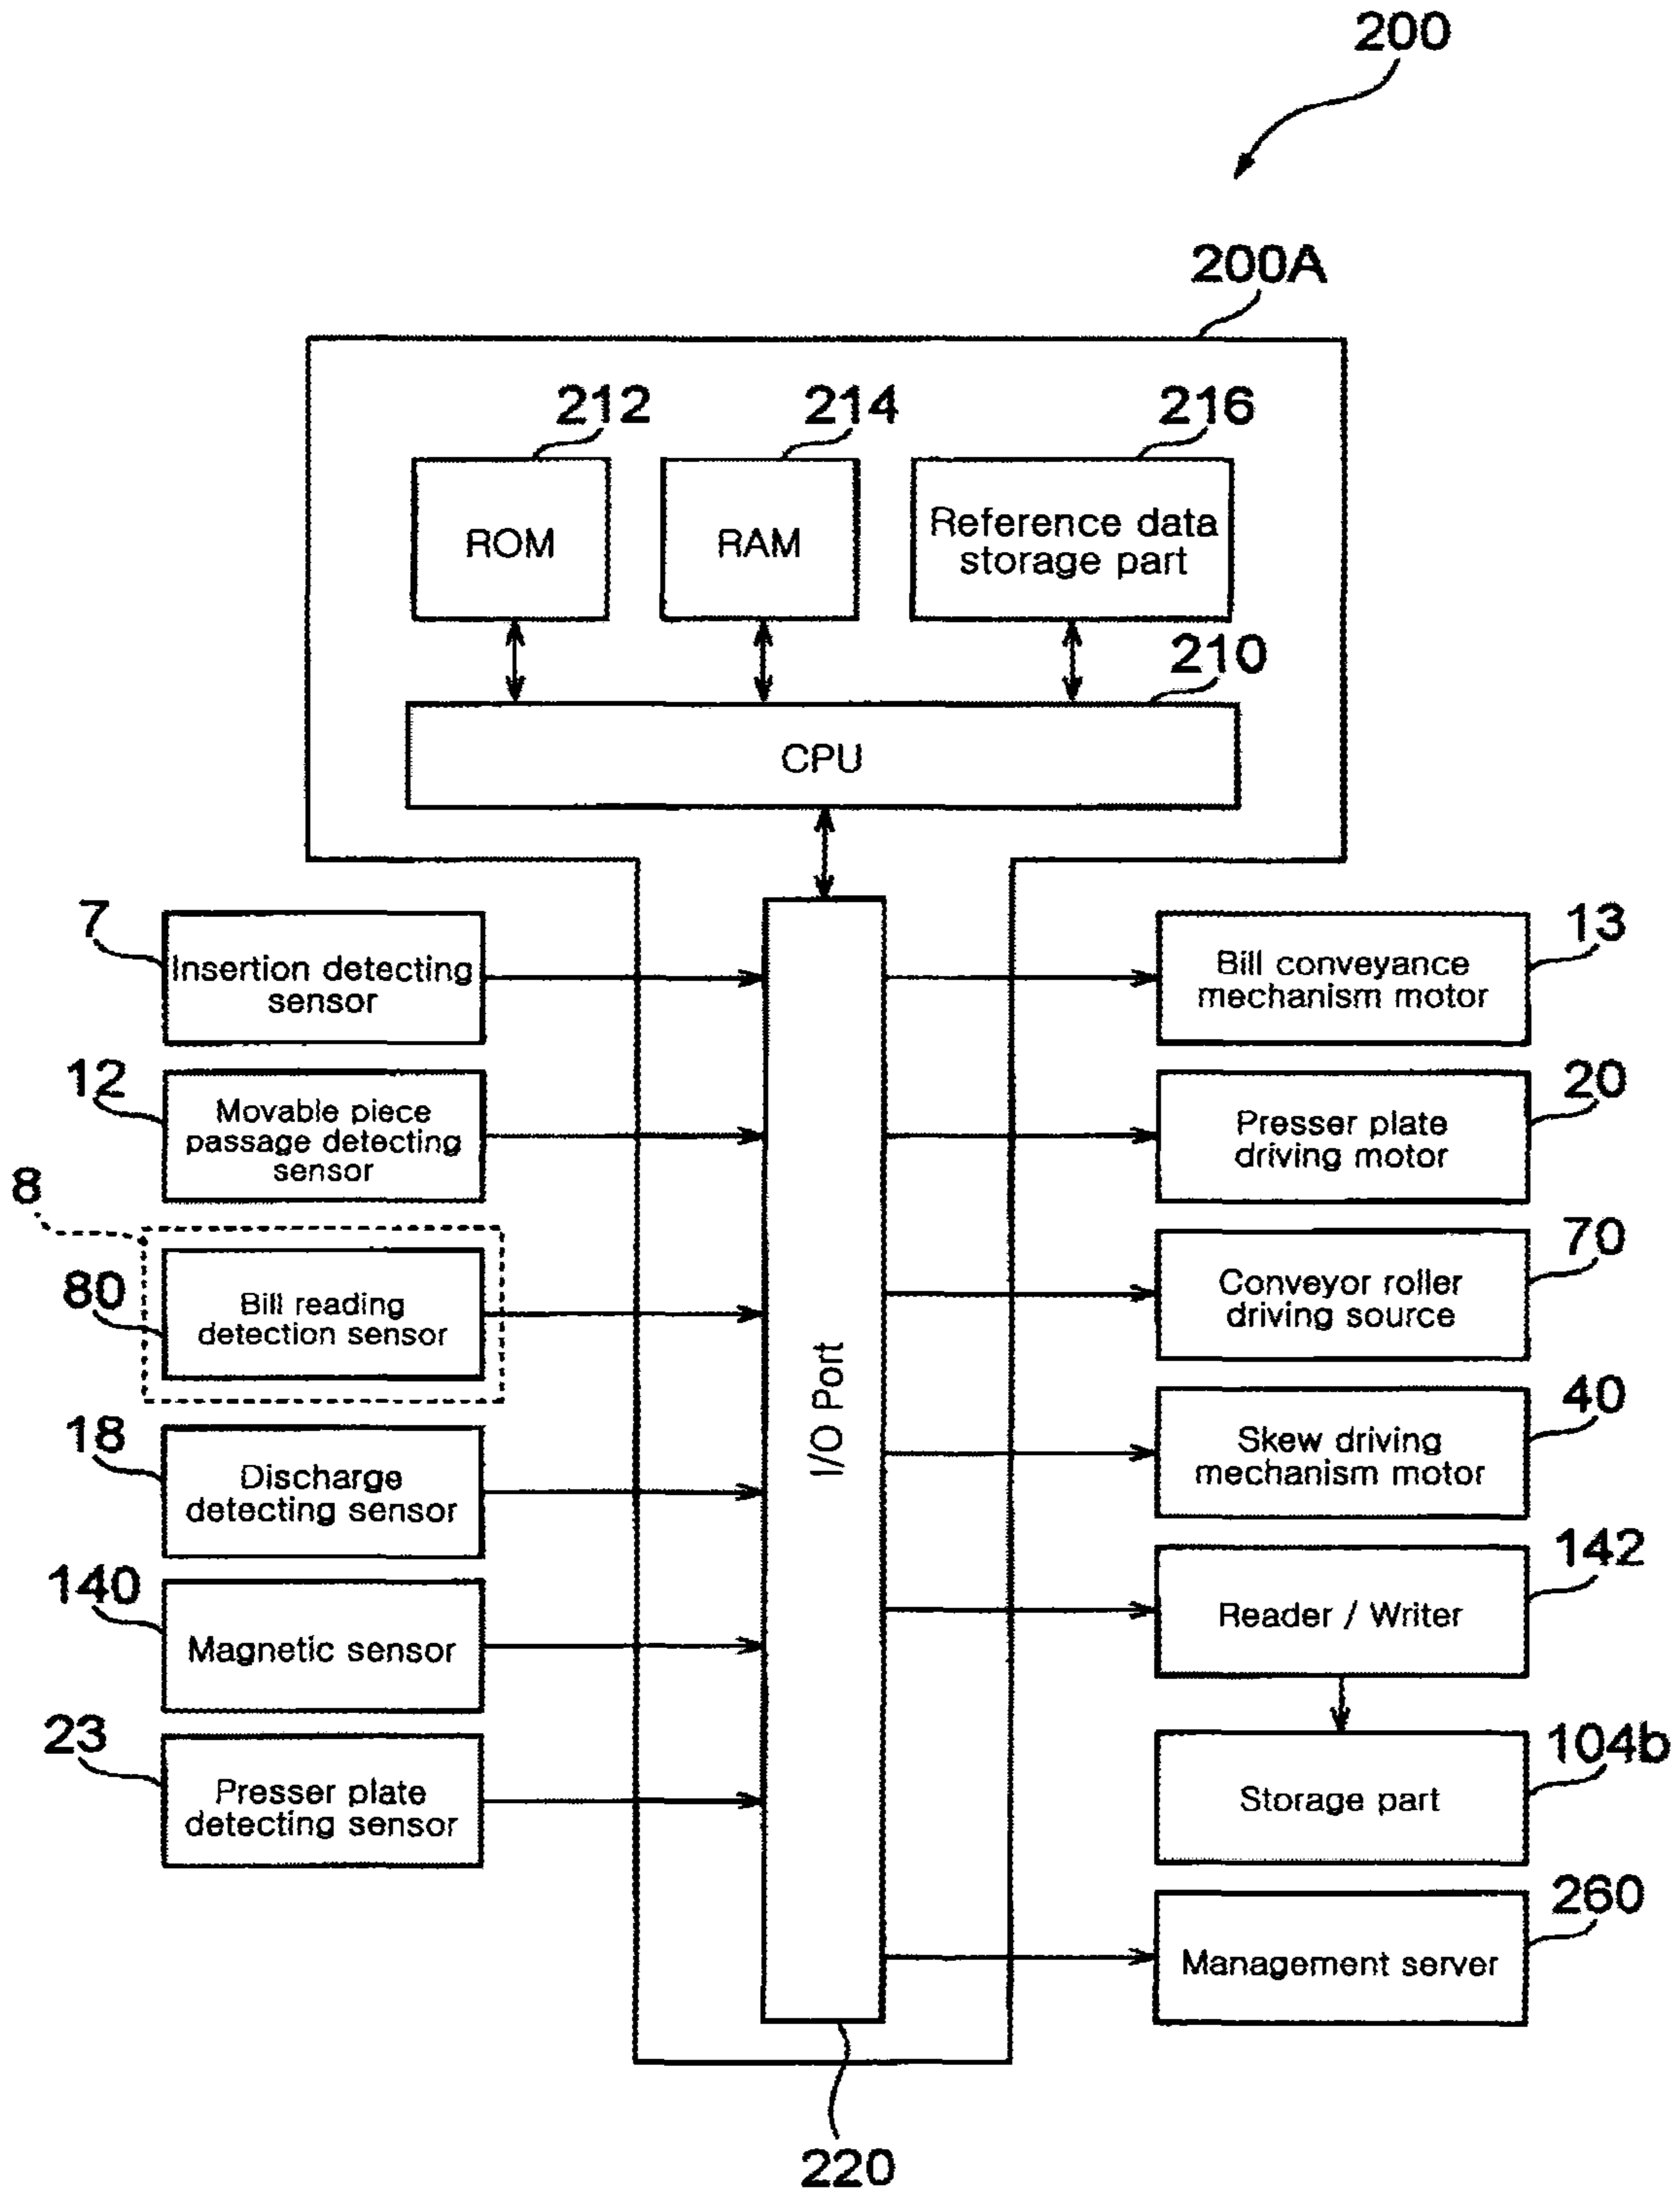 200
200A
212
214
216
ROM
RAM
Reference data
storage part
210
CPU
7
Insertion detecting
sensor
12
Movable piece
passage detecting
sensor
8
80
Bill reading
detection sensor
18
Discharge
detecting sensor
140
Magnetic sensor
23
Presser plate
detecting sensor
I/O Port
220
13
Bill conveyance
mechanism motor
20
Presser plate
driving motor
70
Conveyor roller
driving source
40
Skew driving
mechanism motor
142
Reader / Writer
104b
Storage part
260
Management server